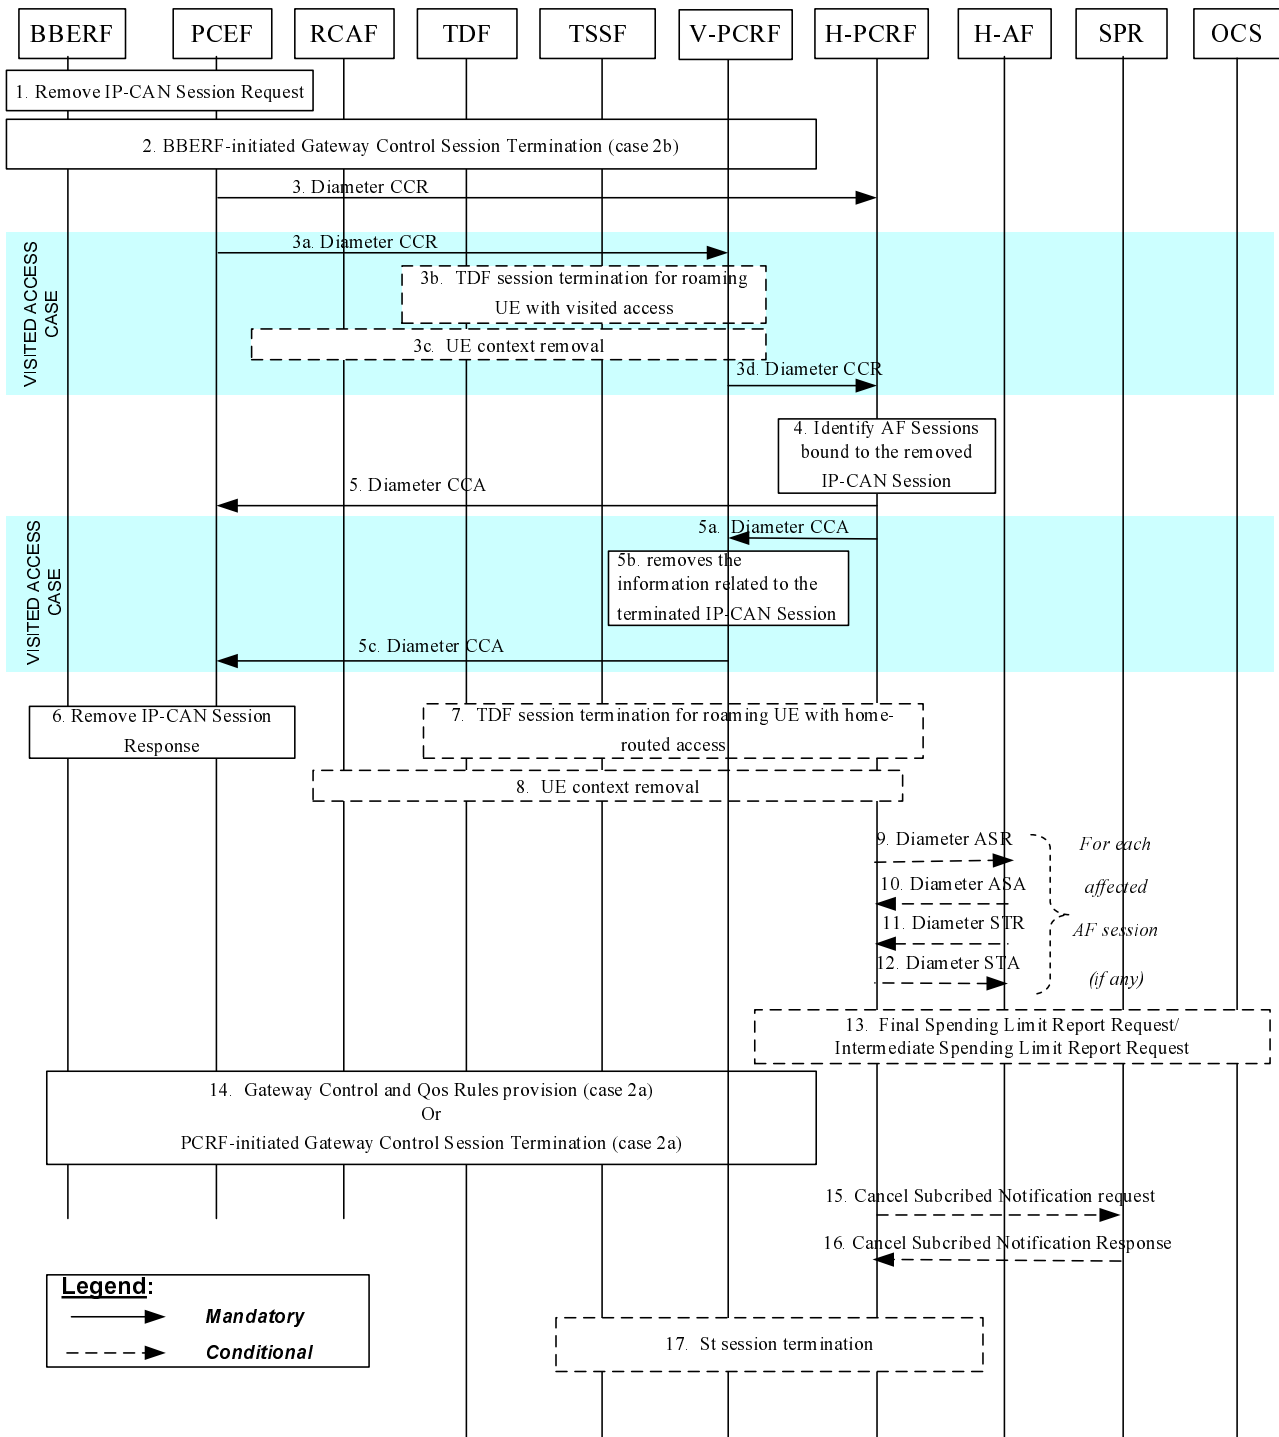 BBERF PCEF RCAF TDF TSSF V-PCRF H-PCRF H-AF SPR OCS
1. Remove IP-CAN Session Request
2. BBERF-initiated Gateway Control Session Termination (case 2b)
3. Diameter CCR
VISITED ACCESS
CASE
3a. Diameter CCR
3b. TDF session termination for roaming
UE with visited access
3c. UE context removal
3d. Diameter CCR
4. Identify AF Sessions
bound to the removed
IP-CAN Session
5. Diameter CCA
VISITED ACCESS
CASE
5a. Diameter CCA
5b. removes the
information related to the
terminated IP-CAN Session
5c. Diameter CCA
6. Remove IP-CAN Session
Response
7. TDF session termination for roaming UE with home-
routed access
8. UE context removal
9. Diameter ASR
10. Diameter ASA
11. Diameter STR
12. Diameter STA
For each
affected
AF session
(if any)
13. Final Spending Limit Report Request/
Intermediate Spending Limit Report Request
14. Gateway Control and Qos Rules provision (case 2a)
Or
PCRF-initiated Gateway Control Session Termination (case 2a)
15. Cancel Subcribed Notification request
16. Cancel Subcribed Notification Response
Legend:
Mandatory
Conditional
17. St session termination